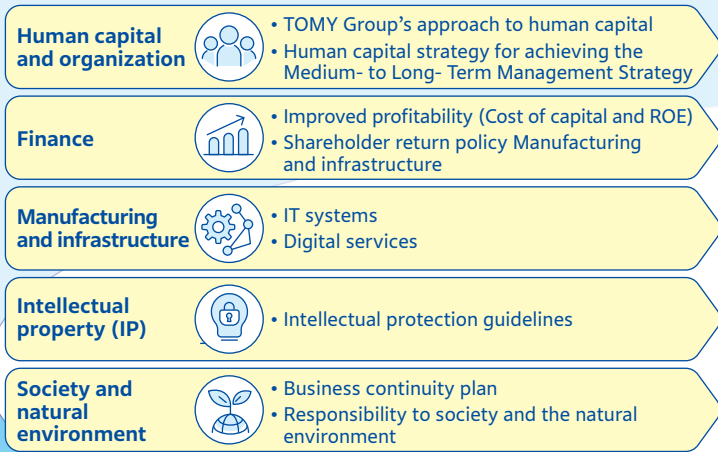 Human capital
and organization
• TOMY Group's approach to human capital
• Human capital strategy for achieving the
Medium- to Long- Term Management Strategy
Finance
• Improved profitability (Cost of capital and ROE)
• Shareholder return policy Manufacturing
and infrastructure
Manufacturing
and infrastructure
• IT systems
• Digital services
Intellectual
property (IP)
• Intellectual protection guidelines
Society and
natural
environment
• Business continuity plan
• Responsibility to society and the natural
environment